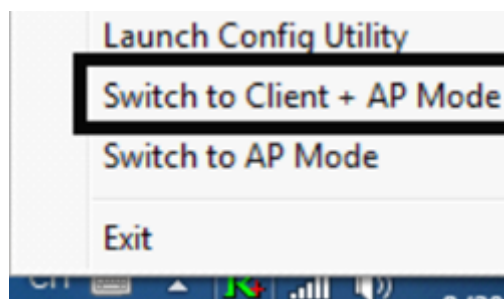 Launch Config Utility
Switch to Client + AP Mode
Switch to AP Mode
Exit